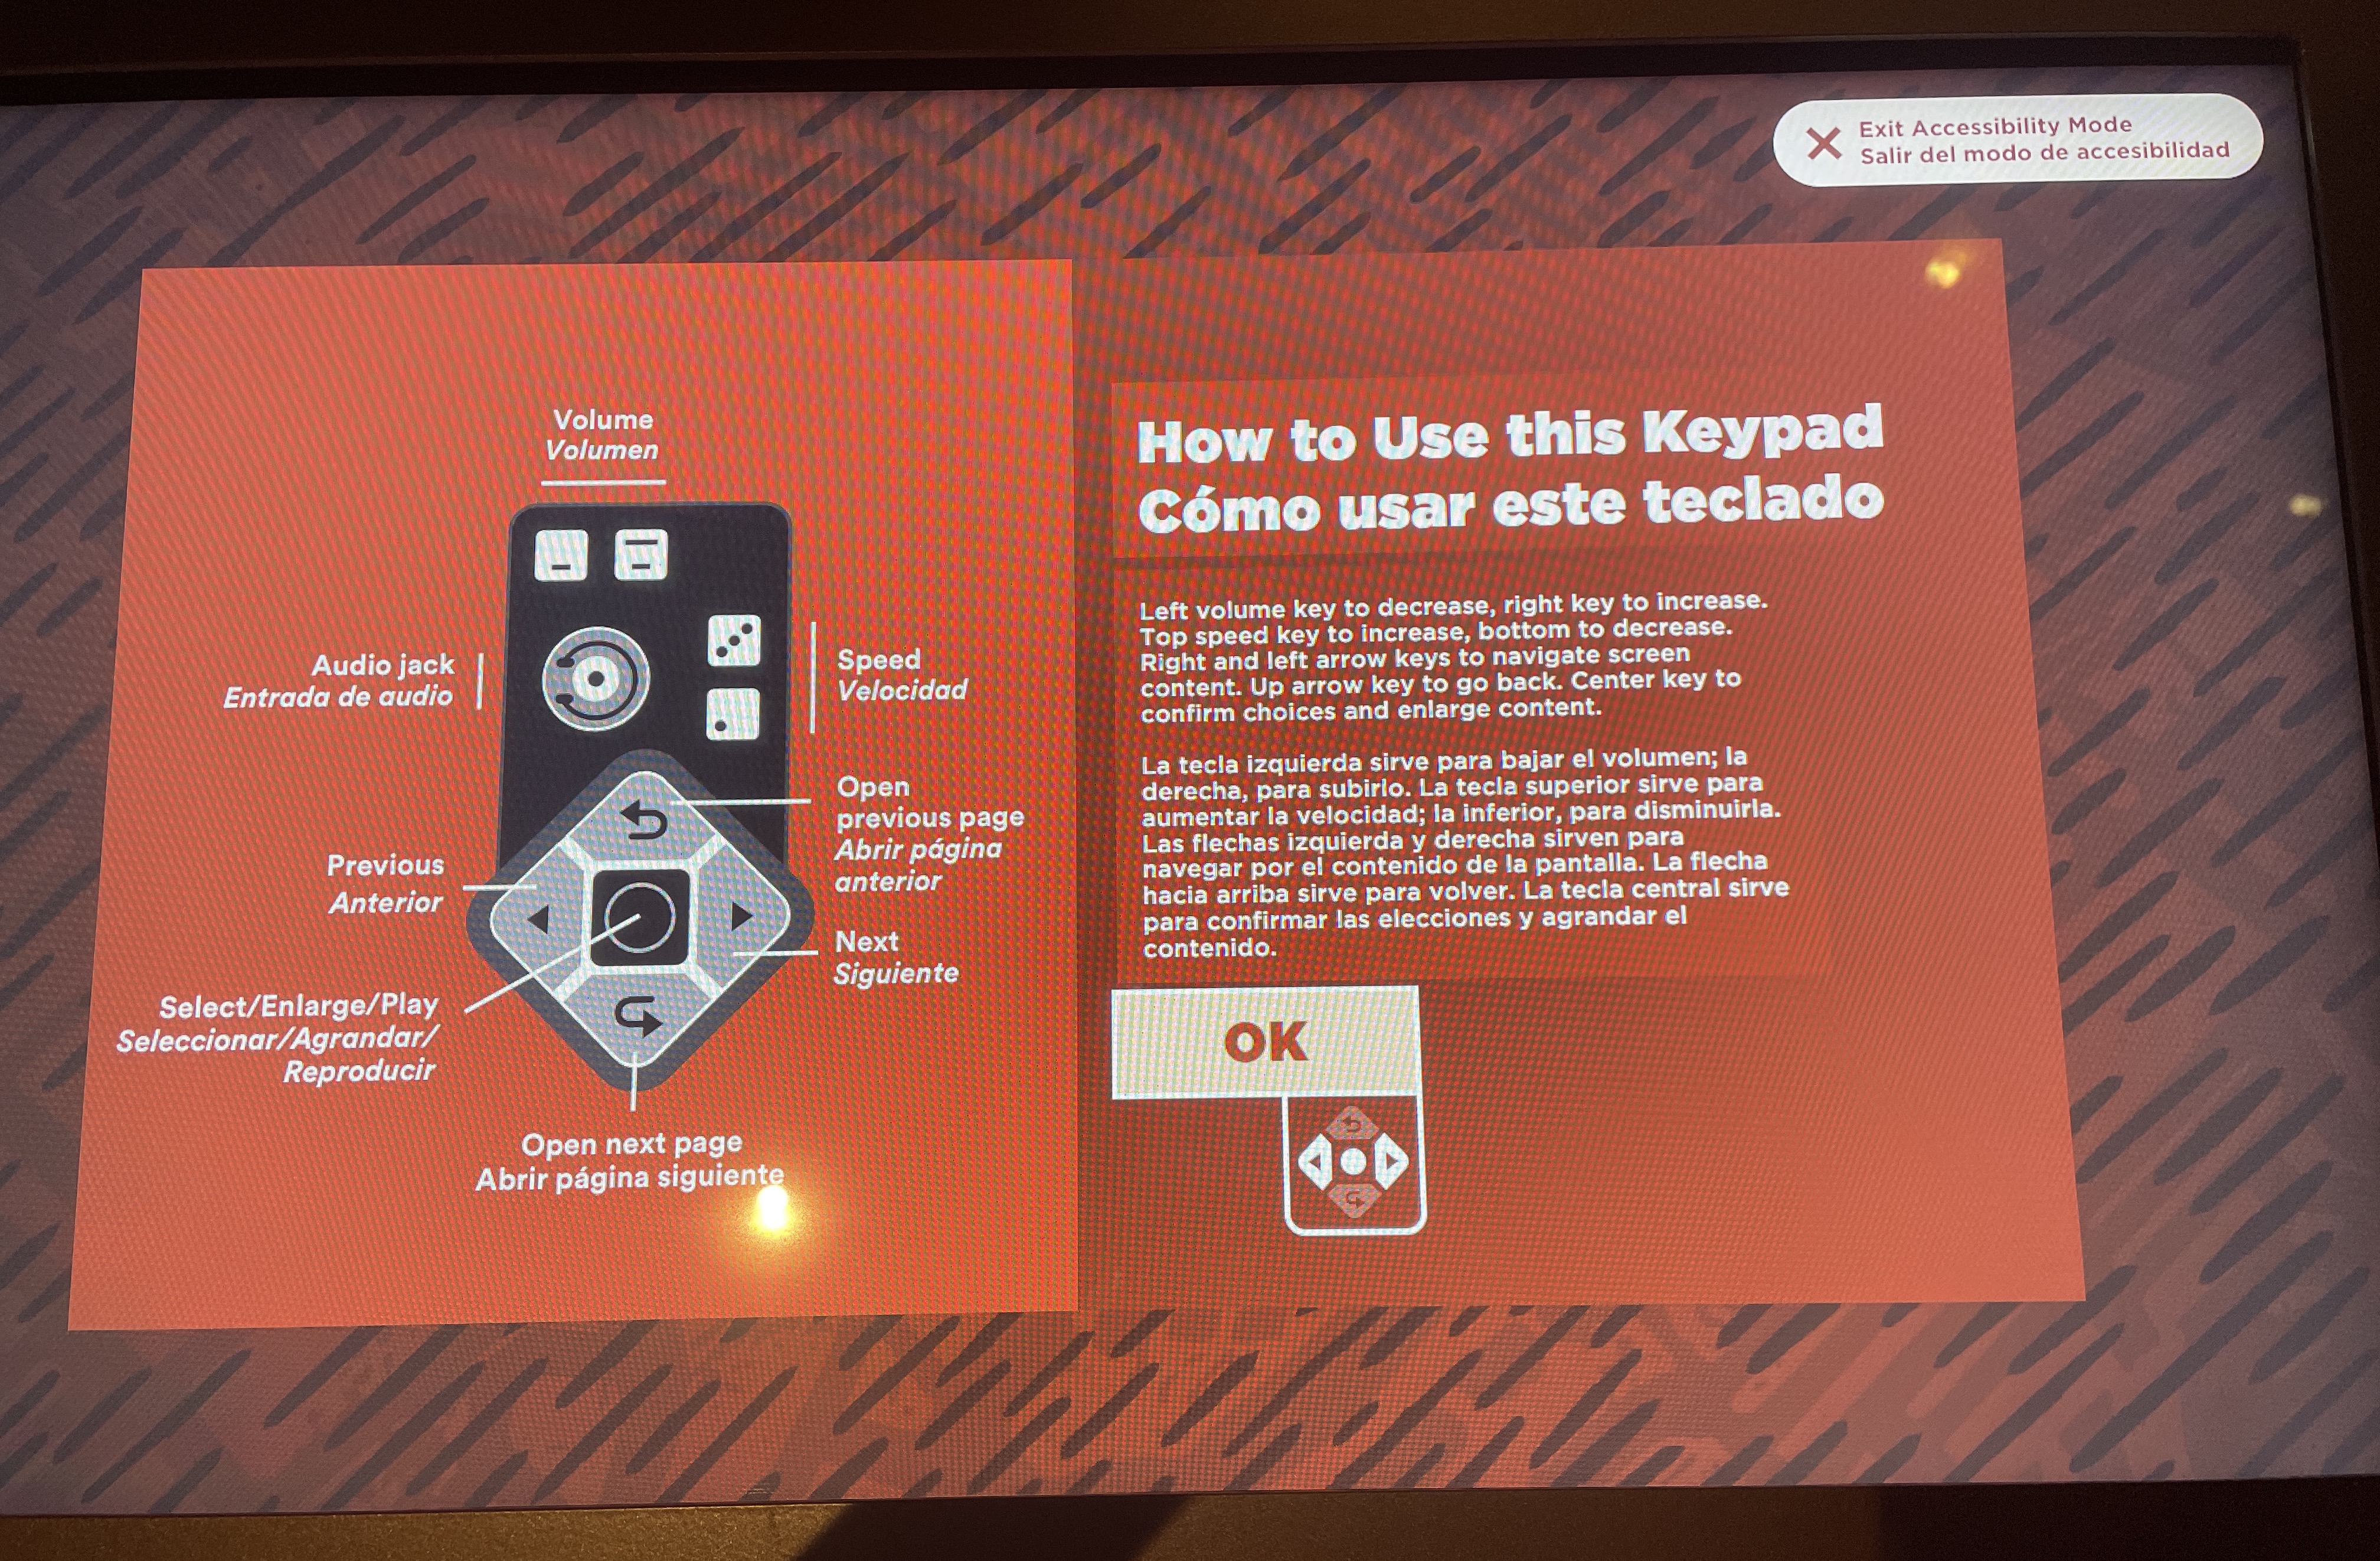 Exit Accessibility Mode
Salir del modo de accesibilidad
Volume
Volumen
Audio jack
Entrada de audio
Speed
Velocidad
Open
previous page
Abrir página
anterior
Previous
Anterior
Next
Siguiente
Select/Enlarge/Play
Seleccionar/Agrandar/
Reproducir
Open next page
Abrir página siguiente
How to Use this Keypad
Cómo usar este teclado
Left volume key to decrease, right key to increase.
Top speed key to increase, bottom to decrease.
Right and left arrow keys to navigate screen
content. Up arrow key to go back. Center key to
confirm choices and enlarge content.
La tecla izquierda sirve para bajar el volumen; la
derecha, para subirlo. La tecla superior sirve para
aumentar la velocidad; la inferior, para disminuirla.
Las flechas izquierda y derecha sirven para
navegar por el contenido de la pantalla. La flecha
hacia arriba sirve para volver. La tecla central sirve
para confirmar las elecciones y agrandar el
contenido.
OK